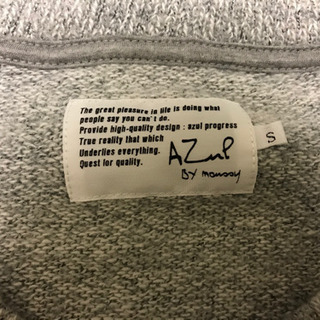 The great pleasure in life is doing what
people say you can't do.
Provide high-quality design : azul progress
True reality that which
Underlies everything.
Quest for quality.
AZul
BY moussy
S